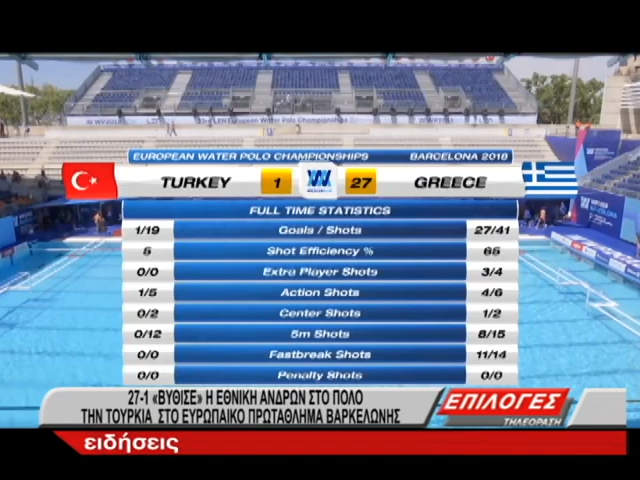 EUROPEAN WATER POLO CHAMPIONSHIPS BARCELONA 2018
TURKEY 1 27 GREECE
FULL TIME STATISTICS
1/19 Goals / Shots 27/41
5 Shot Efficiency % 65
0/0 Extra Player Shots 3/4
1/5 Action Shots 4/6
0/2 Center Shots 1/2
0/12 5m Shots 8/15
0/0 Fastbreak Shots 11/14
0/0 Penalty Shots 0/0
27-1 «ΒΥΘΙΣΕ» Η ΕΘΝΙΚΗ ΑΝΔΡΩΝ ΣΤΟ ΠΟΛΟ
ΤΗΝ ΤΟΥΡΚΙΑ ΣΤΟ ΕΥΡΩΠΑΙΚΟ ΠΡΩΤΑΘΛΗΜΑ ΒΑΡΚΕΛΩΝΗΣ
ΕΠΙΛΟΓΕΣ
ΤΗΛΕΟΡΑΣΗ
ειδήσεις